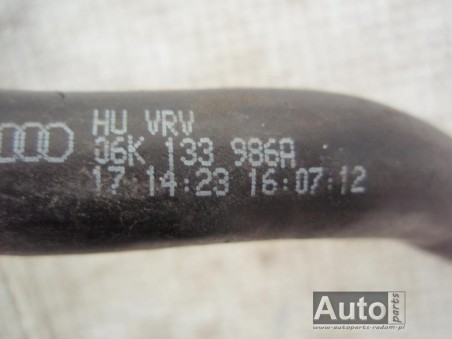 HU VRV
06K 133 986A
17 14:23 16:07:12
Auto parts
www.autoparts-radom.pl